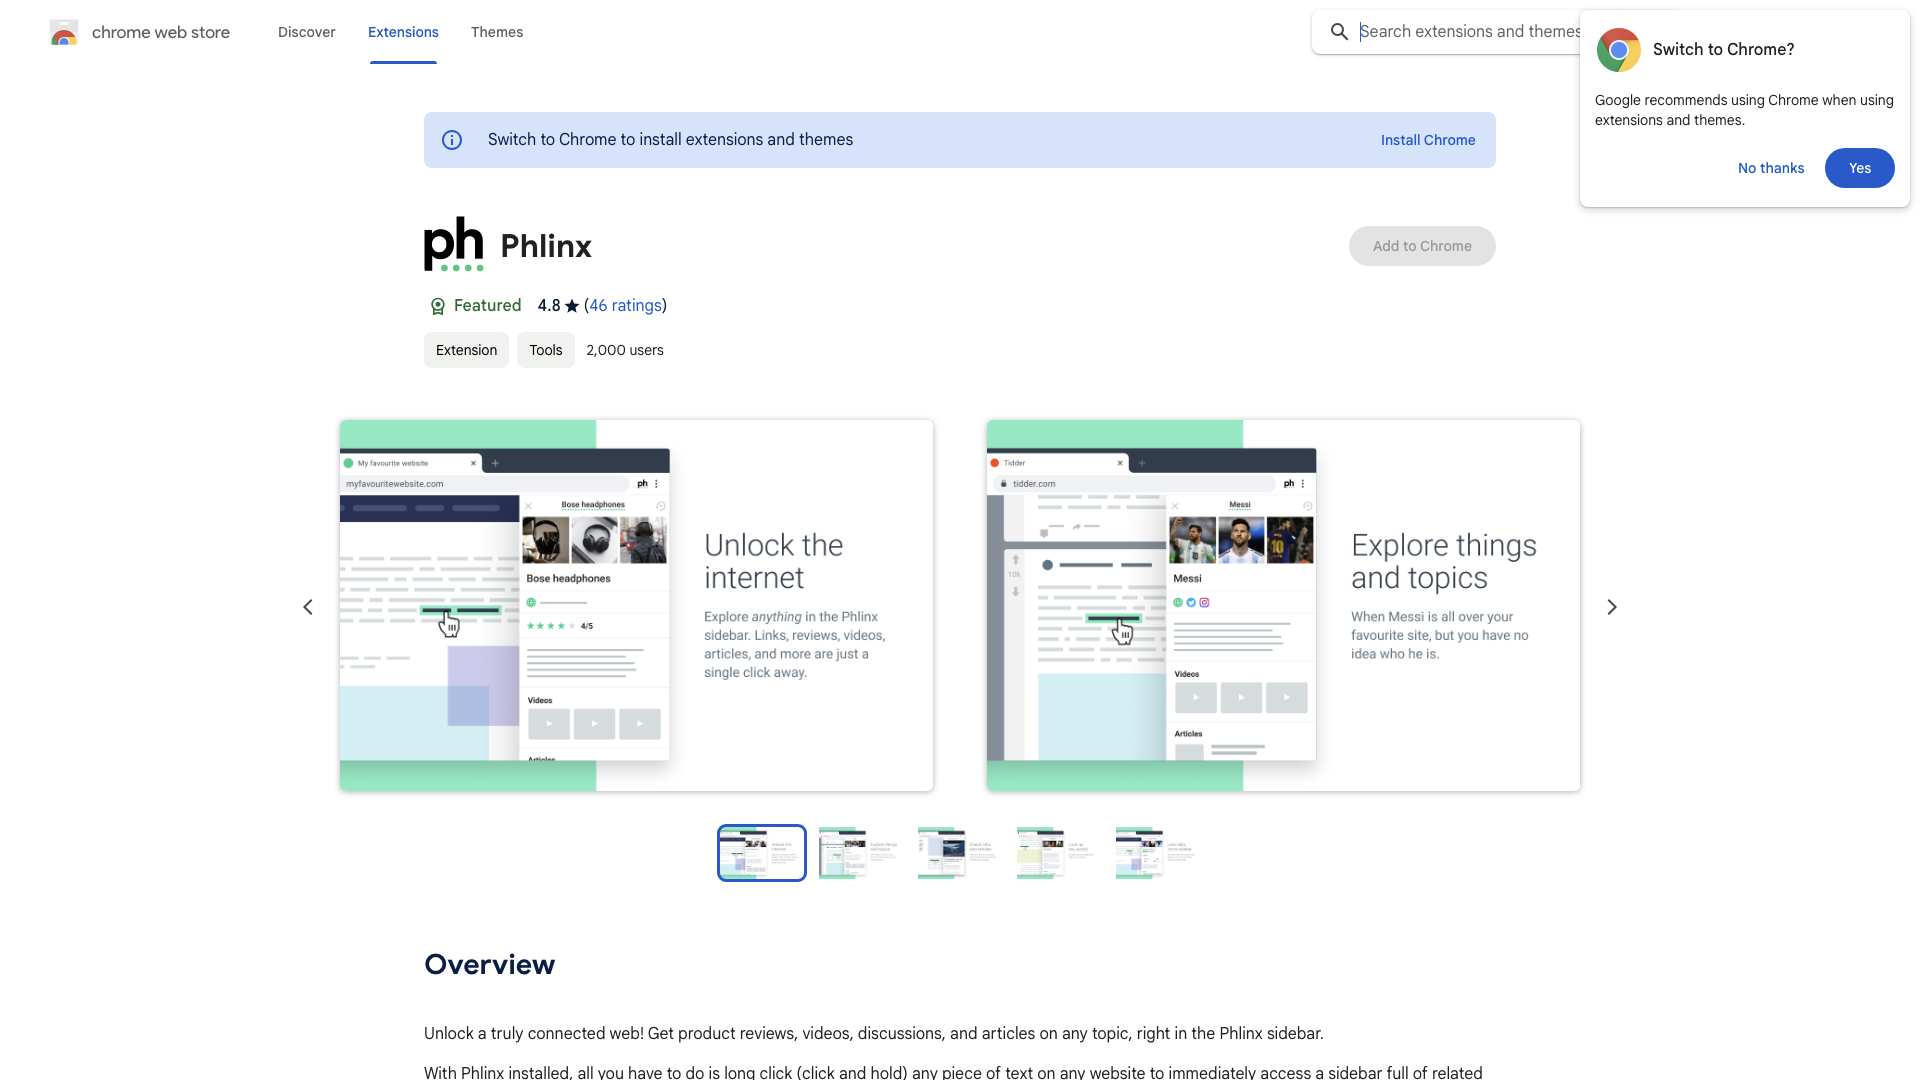 chrome web store
Discover
Extensions
Themes
Search extensions and themes
Switch to Chrome?
Google recommends using Chrome when using
extensions and themes.
No thanks
Yes
Switch to Chrome to install extensions and themes
Install Chrome
ph
Phlinx
Add to Chrome
Featured
4.8 ★ (46 ratings)
Extension
Tools
2,000 users
My favourite website
myfavouritewebsite.com
ph
Bose headphones
Bose headphones
4/5
Videos
Articles
Unlock the
internet
Explore anything in the Phlinx
sidebar. Links, reviews, videos,
articles, and more are just a
single click away.
Tidder
tidder.com
ph
Messi
10k
Messi
Videos
Articles
Explore things
and topics
When Messi is all over your
favourite site, but you have no
idea who he is.
Overview
Unlock a truly connected web! Get product reviews, videos, discussions, and articles on any topic, right in the Phlinx sidebar.
With Phlinx installed, all you have to do is long click (click and hold) any piece of text on any website to immediately access a sidebar full of related